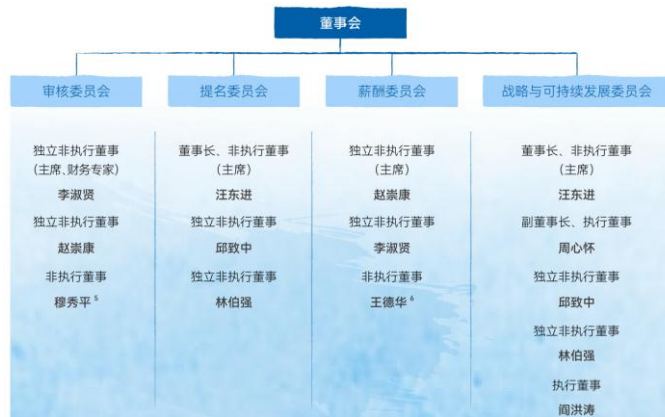 董事会
审核委员会
独立非执行董事
（主席、财务专家）
李淑贤
独立非执行董事
赵崇康
非执行董事
穆秀平 5
提名委员会
董事长、非执行董事
（主席）
汪东进
独立非执行董事
邱致中
独立非执行董事
林伯强
薪酬委员会
独立非执行董事
（主席）
赵崇康
独立非执行董事
李淑贤
非执行董事
王德华 6
战略与可持续发展委员会
董事长、非执行董事
（主席）
汪东进
副董事长、执行董事
周心怀
独立非执行董事
邱致中
独立非执行董事
林伯强
执行董事
阎洪涛